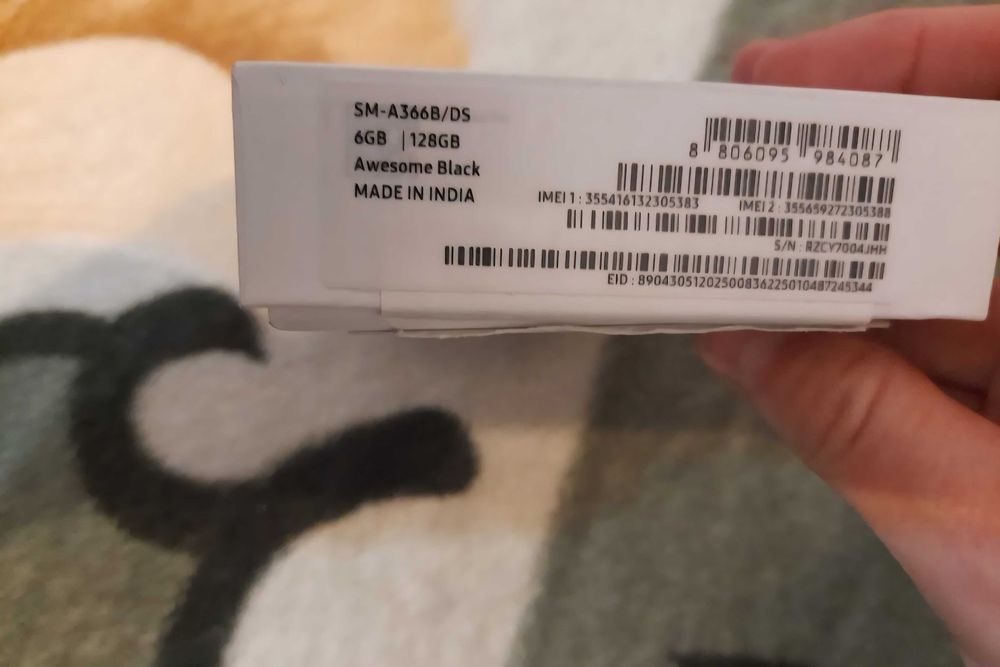 SM-A366B/DS
6GB | 128GB
Awesome Black
MADE IN INDIA
8 806095 984087
IMEI 1 : 355416132305383 IMEI 2 : 355659272305388
S/N : RZCY7004JHH
EID : 89043051202500836225010487245344